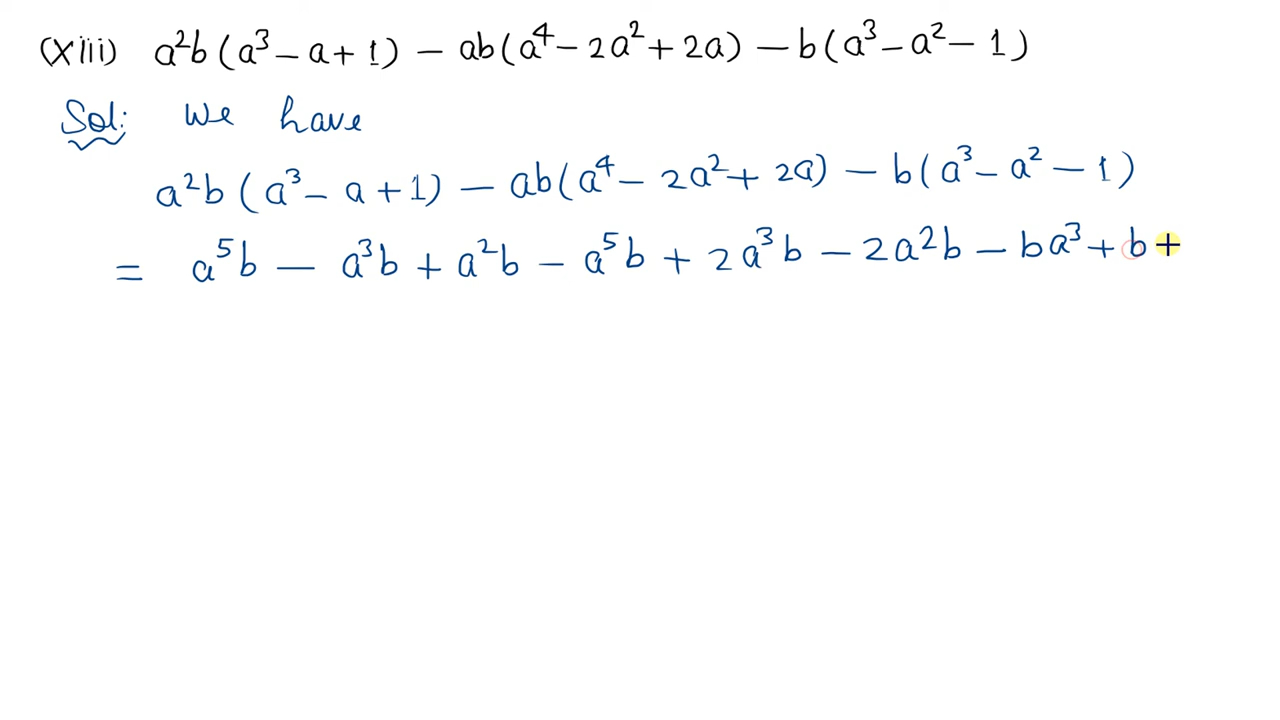 (xiii) a²b(a³ – a + 1) – ab(a⁴ – 2a² + 2a) – b(a³ – a² – 1)
Sol: We have
a²b(a³ – a + 1) – ab(a⁴ – 2a² + 2a) – b(a³ – a² – 1)
= a⁵b – a³b + a²b – a⁵b + 2a³b – 2a²b – ba³ + b +